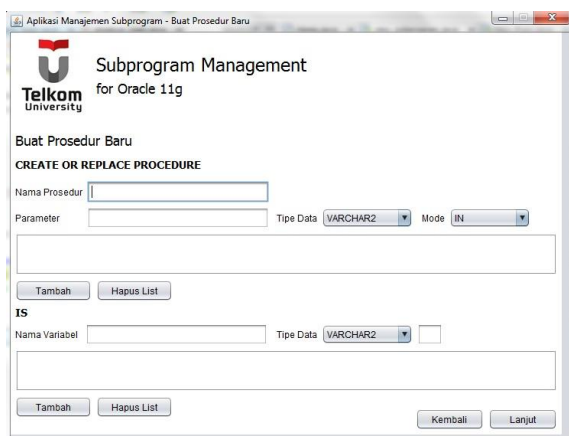 Aplikasi Manajemen Subprogram - Buat Prosedur Baru
Telkom
University
Subprogram Management
for Oracle 11g
Buat Prosedur Baru
CREATE OR REPLACE PROCEDURE
Nama Prosedur
Parameter Tipe Data VARCHAR2 Mode IN
Tambah Hapus List
IS
Nama Variabel Tipe Data VARCHAR2
Tambah Hapus List
Kembali Lanjut